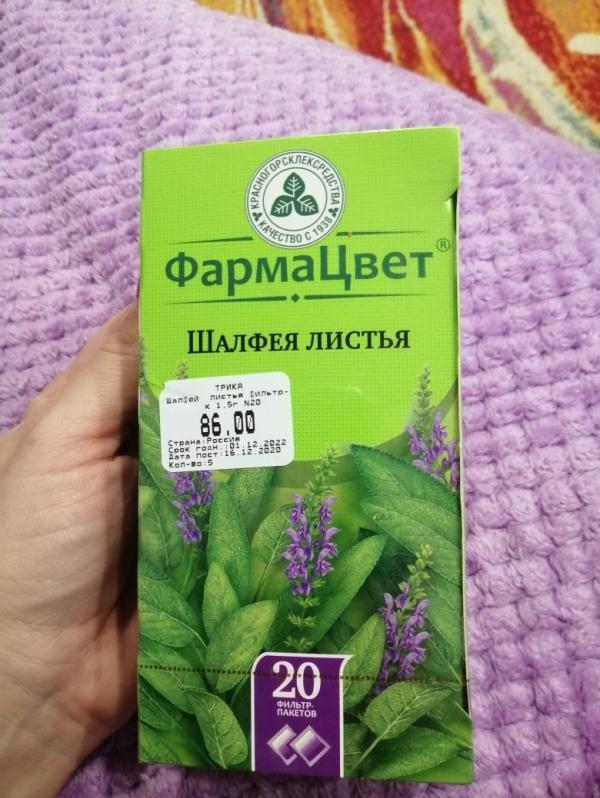 КРАСНОГОРСКЛЕКСРЕДСТВА
КАЧЕСТВО С 1938
ФармаЦвет®
Шалфея листья
ТРИКА
Шалфей листья фильтр-
к 1,5г N20
86,00
Страна:Россия
Срок годн.:01.12.2022
Дата пост:16.12.2020
Кол-во:5
20
ФИЛЬТР-
ПАКЕТОВ